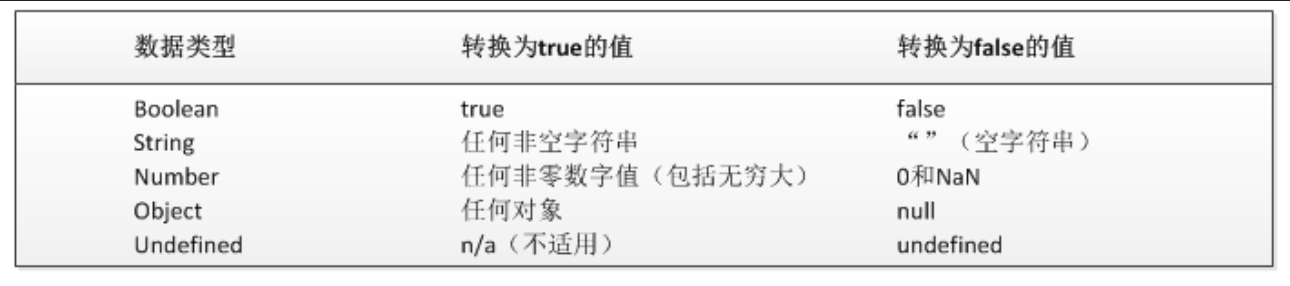 数据类型 转换为true的值 转换为false的值
Boolean true false
String 任何非空字符串 “ ”（空字符串）
Number 任何非零数字值（包括无穷大） 0和NaN
Object 任何对象 null
Undefined n/a（不适用） undefined